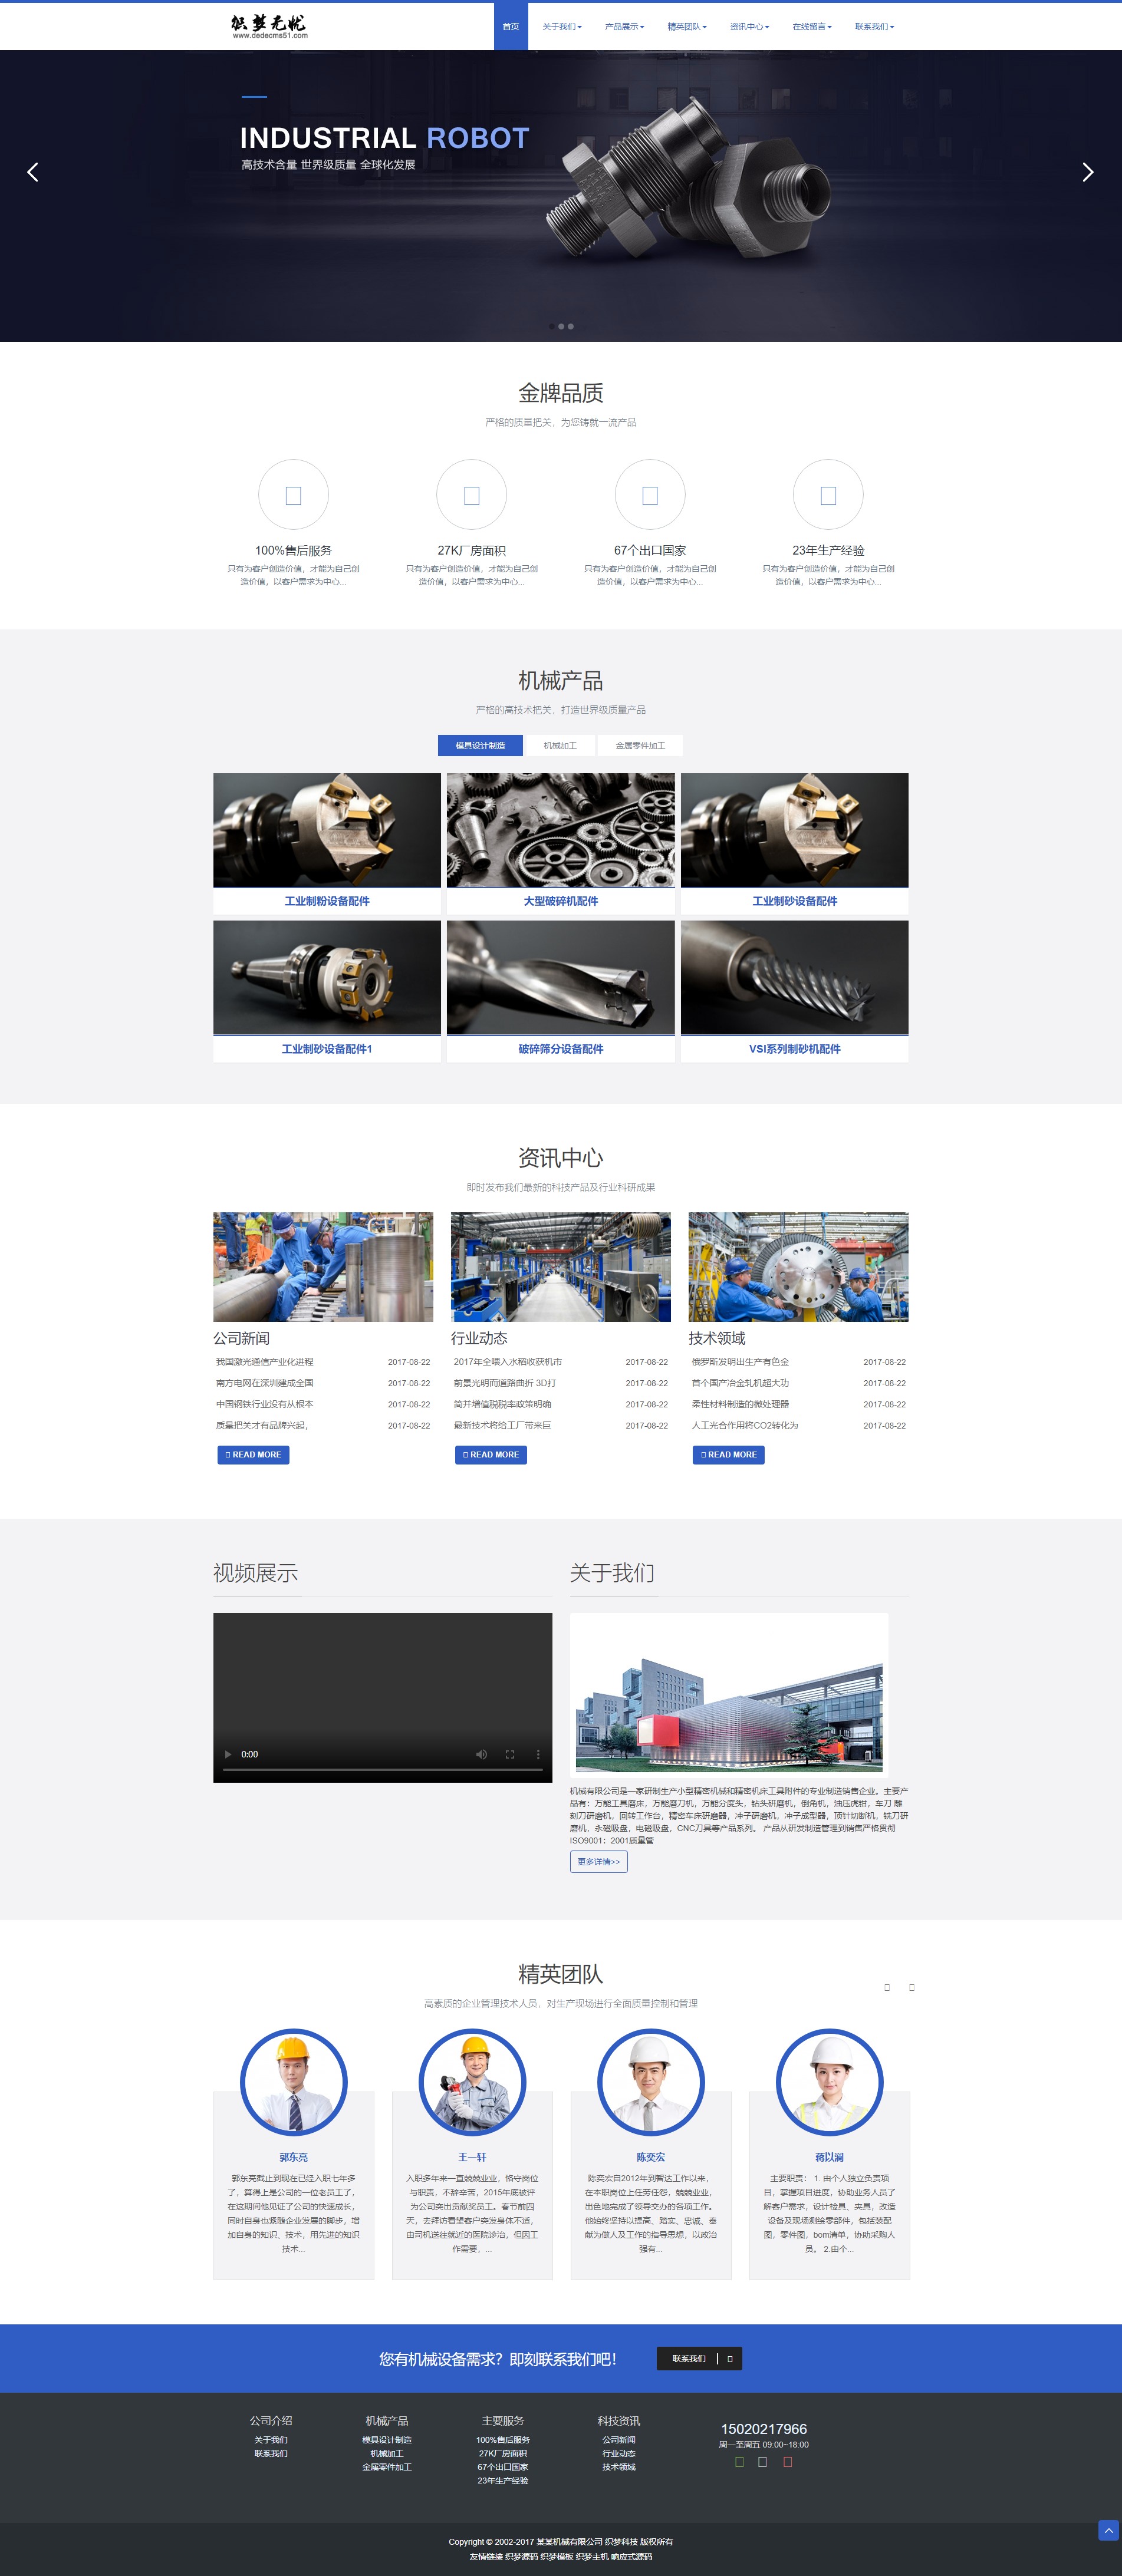 织梦无忧
www.dedecms51.com
首页 关于我们 产品展示 精英团队 资讯中心 在线留言 联系我们
INDUSTRIAL ROBOT
高技术含量 世界级质量 全球化发展
金牌品质
严格的质量把关，为您铸就一流产品
100%售后服务 27K厂房面积 67个出口国家 23年生产经验
只有为客户创造价值，才能为自己创 只有为客户创造价值，才能为自己创 只有为客户创造价值，才能为自己创 只有为客户创造价值，才能为自己创
造价值，以客户需求为中心... 造价值，以客户需求为中心... 造价值，以客户需求为中心... 造价值，以客户需求为中心...
机械产品
严格的高技术把关，打造世界级质量产品
模具设计制造 机械加工 金属零件加工
工业制粉设备配件 大型破碎机配件 工业制砂设备配件
工业制砂设备配件1 破碎筛分设备配件 VSI系列制砂机配件
资讯中心
即时发布我们最新的科技产品及行业科研成果
公司新闻
我国激光通信产业化进程 2017-08-22
南方电网在深圳建成全国 2017-08-22
中国钢铁行业没有从根本 2017-08-22
质量把关才有品牌兴起， 2017-08-22
READ MORE
行业动态
2017年全喂入水稻收获机市 2017-08-22
前景光明而道路曲折 3D打 2017-08-22
简并增值税税率政策明确 2017-08-22
最新技术将给工厂带来巨 2017-08-22
READ MORE
技术领域
俄罗斯发明出生产有色金 2017-08-22
首个国产冶金轧机超大功 2017-08-22
柔性材料制造的微处理器 2017-08-22
人工光合作用将CO2转化为 2017-08-22
READ MORE
视频展示
0:00
关于我们
机械有限公司是一家研制生产小型精密机械和精密机床工具附件的专业制造销售企业。主要产
品有：万能工具磨床，万能磨刀机，万能分度头，钻头研磨机，倒角机，油压虎钳，车刀 雕
刻刀研磨机，回转工作台，精密车床研磨器，冲子研磨机，冲子成型器，顶针切断机，铣刀研
磨机，永磁吸盘，电磁吸盘，CNC刀具等产品系列。 产品从研发制造管理到销售严格贯彻
ISO9001：2001质量管
更多详情>>
精英团队
高素质的企业管理技术人员，对生产现场进行全面质量控制和管理
郭东亮
郭东亮截止到现在已经入职七年多
了，算得上是公司的一位老员工了，
在这期间他见证了公司的快速成长，
同时自身也紧随企业发展的脚步，增
加自身的知识、技术，用先进的知识
技术...
王一轩
入职多年来一直兢兢业业，恪守岗位
与职责，不辞辛苦，2015年底被评
为公司突出贡献奖员工。春节前四
天，去拜访看望客户突发身体不适，
由司机送往就近的医院诊治，但因工
作需要，...
陈奕宏
陈奕宏自2012年到智达工作以来，
在本职岗位上任劳任怨，兢兢业业，
出色地完成了领导交办的各项工作。
他始终坚持以提高、踏实、忠诚、奉
献为做人及工作的指导思想，以政治
强有...
蒋以澜
主要职责： 1. 由个人独立负责项
目，掌握项目进度，协助业务人员了
解客户需求，设计检具、夹具，改造
设备及现场测绘零部件，包括装配
图，零件图，bom清单，协助采购人
员。 2.由个...
您有机械设备需求？即刻联系我们吧！ 联系我们
公司介绍
关于我们
联系我们
机械产品
模具设计制造
机械加工
金属零件加工
主要服务
100%售后服务
27K厂房面积
67个出口国家
23年生产经验
科技资讯
公司新闻
行业动态
技术领域
15020217966
周一至周五 09:00~18:00
Copyright © 2002-2017 某某机械有限公司 织梦科技 版权所有
友情链接 织梦源码 织梦模板 织梦主机 响应式源码